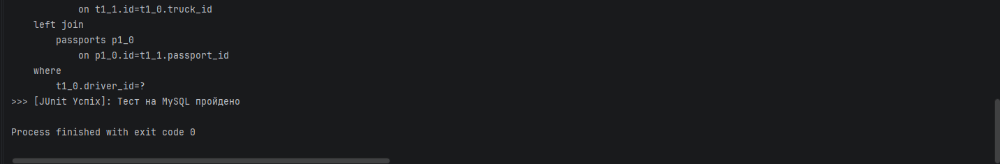 on t1_1.id=t1_0.truck_id
left join
passports p1_0
on p1_0.id=t1_1.passport_id
where
t1_0.driver_id=?
>>> [JUnit Успіх]: Тест на MySQL пройдено
Process finished with exit code 0